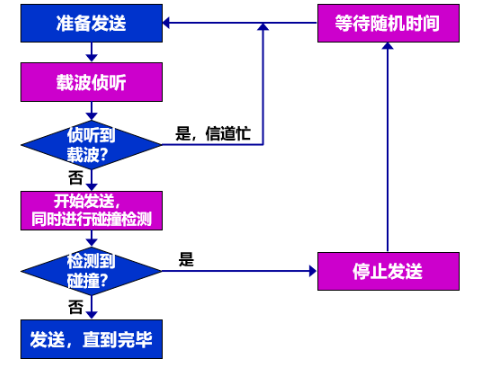 准备发送
等待随机时间
载波侦听
侦听到
载波？
是，信道忙
否
开始发送，
同时进行碰撞检测
检测到
碰撞？
是
停止发送
否
发送，直到完毕